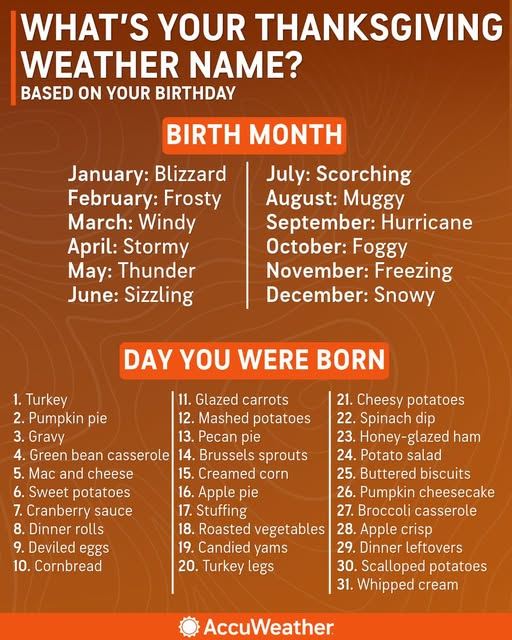 WHAT'S YOUR THANKSGIVING
WEATHER NAME?
BASED ON YOUR BIRTHDAY
BIRTH MONTH
January: Blizzard
February: Frosty
March: Windy
April: Stormy
May: Thunder
June: Sizzling
July: Scorching
August: Muggy
September: Hurricane
October: Foggy
November: Freezing
December: Snowy
DAY YOU WERE BORN
1. Turkey
2. Pumpkin pie
3. Gravy
4. Green bean casserole
5. Mac and cheese
6. Sweet potatoes
7. Cranberry sauce
8. Dinner rolls
9. Deviled eggs
10. Cornbread
11. Glazed carrots
12. Mashed potatoes
13. Pecan pie
14. Brussels sprouts
15. Creamed corn
16. Apple pie
17. Stuffing
18. Roasted vegetables
19. Candied yams
20. Turkey legs
21. Cheesy potatoes
22. Spinach dip
23. Honey-glazed ham
24. Potato salad
25. Buttered biscuits
26. Pumpkin cheesecake
27. Broccoli casserole
28. Apple crisp
29. Dinner leftovers
30. Scalloped potatoes
31. Whipped cream
AccuWeather